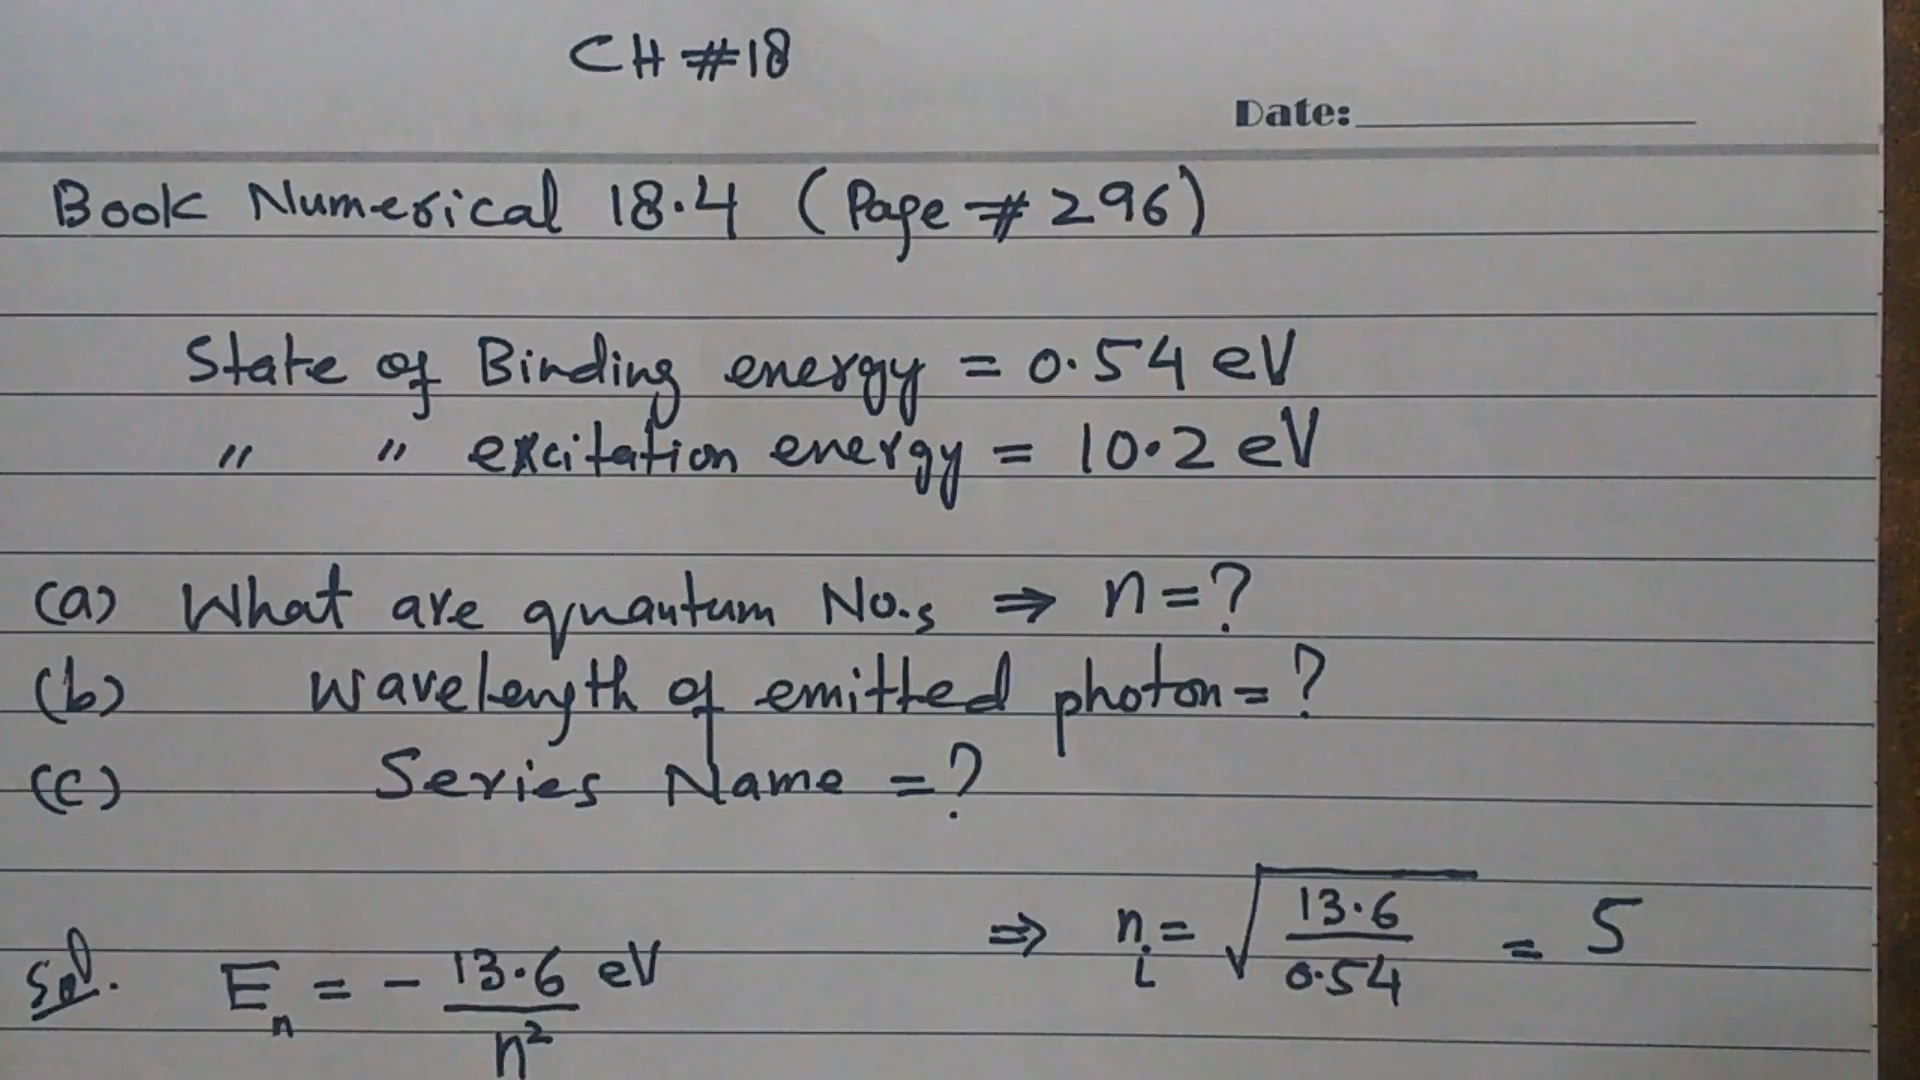 CH #18
Date:
Book Numerical 18.4 (Page # 296)
State of Binding energy = 0.54 eV
" " excitation energy = 10.2 eV
(a) What are quantum No.s ⇒ n=?
(b) wavelength of emitted photon=?
(c) Series Name =?
Sol. Eₙ = - 13.6 eV / n² ⇒ nᵢ = √(13.6 / 0.54) = 5